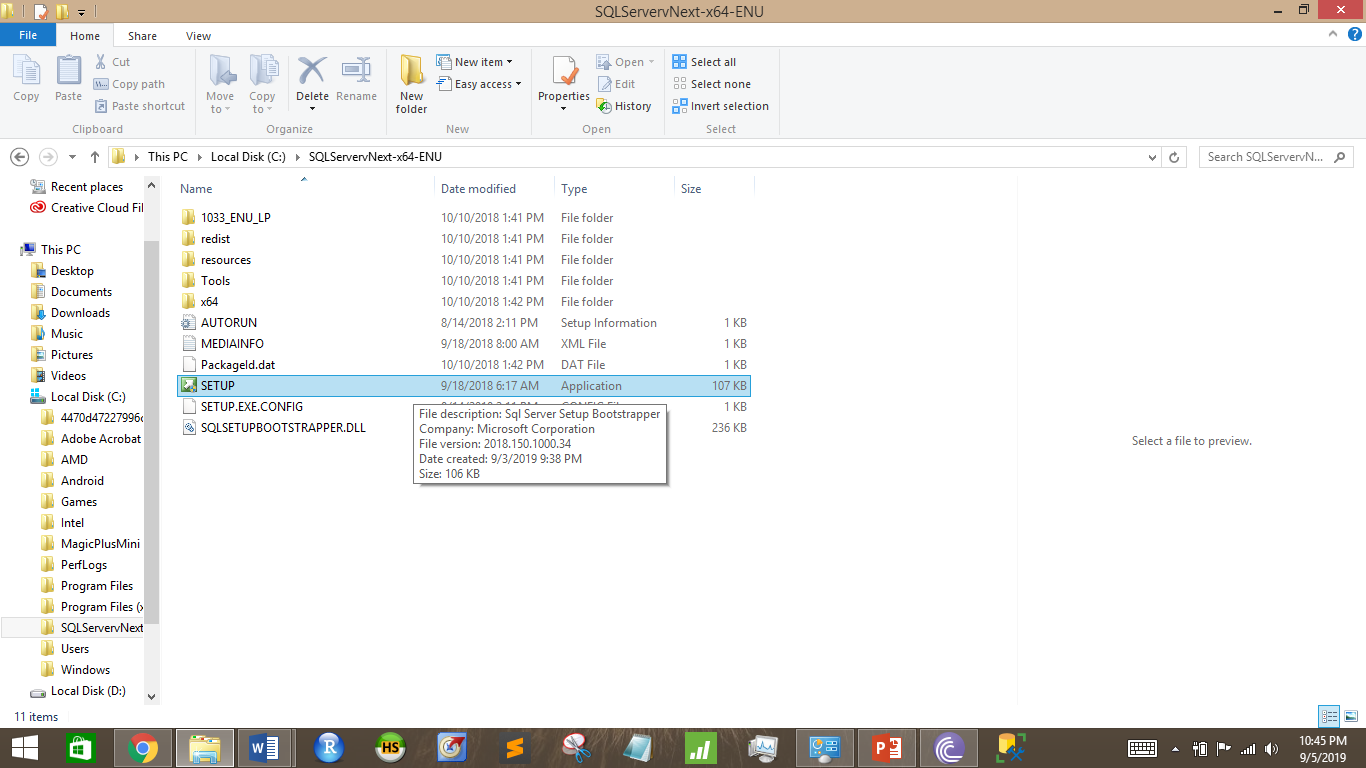 SQLServervNext-x64-ENU
File Home Share View
Cut
Copy path
Paste shortcut
Copy
Paste
Clipboard
Move to
Copy to
Delete
Rename
Organize
New folder
New item
Easy access
New
Properties
Open
Edit
History
Open
Select all
Select none
Invert selection
Select
This PC Local Disk (C:) SQLServervNext-x64-ENU
Search SQLServervN...
Recent places
Creative Cloud Fil
This PC
Desktop
Documents
Downloads
Music
Pictures
Videos
Local Disk (C:)
4470d47227996c
Adobe Acrobat
AMD
Android
Games
Intel
MagicPlusMini
PerfLogs
Program Files
Program Files (x
SQLServervNext
Users
Windows
Local Disk (D:)
Name Date modified Type Size
1033_ENU_LP 10/10/2018 1:41 PM File folder
redist 10/10/2018 1:41 PM File folder
resources 10/10/2018 1:41 PM File folder
Tools 10/10/2018 1:41 PM File folder
x64 10/10/2018 1:42 PM File folder
AUTORUN 8/14/2018 2:11 PM Setup Information 1 KB
MEDIAINFO 9/18/2018 8:00 AM XML File 1 KB
PackageId.dat 10/10/2018 1:42 PM DAT File 1 KB
SETUP 9/18/2018 6:17 AM Application 107 KB
SETUP.EXE.CONFIG 1 KB
SQLSETUPBOOTSTRAPPER.DLL 236 KB
File description: Sql Server Setup Bootstrapper
Company: Microsoft Corporation
File version: 2018.150.1000.34
Date created: 9/3/2019 9:38 PM
Size: 106 KB
Select a file to preview.
11 items
W R HS S P
10:45 PM
9/5/2019